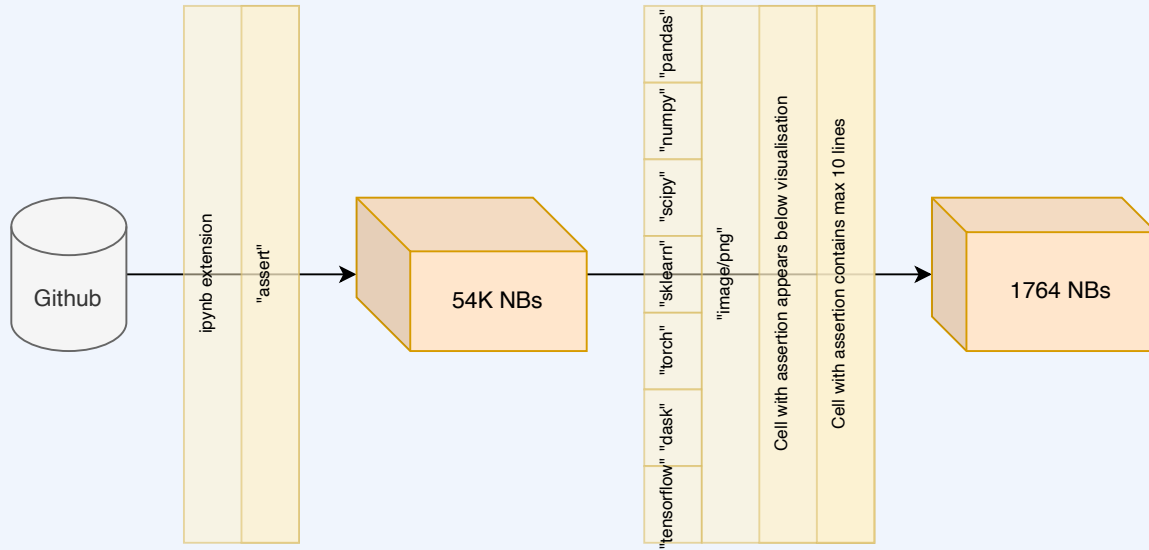 Github
ipynb extension
"assert"
54K NBs
"pandas"
"numpy"
"scipy"
"sklearn"
"torch"
"dask"
"tensorflow"
"image/png"
Cell with assertion appears below visualisation
Cell with assertion contains max 10 lines
1764 NBs